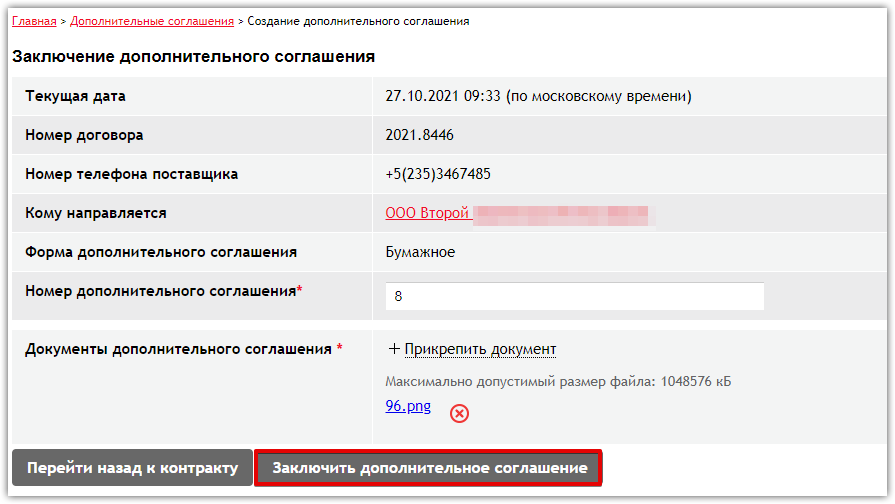 Главная > Дополнительные соглашения > Создание дополнительного соглашения
Заключение дополнительного соглашения
Текущая дата 27.10.2021 09:33 (по московскому времени)
Номер договора 2021.8446
Номер телефона поставщика +5(235)3467485
Кому направляется ООО Второй
Форма дополнительного соглашения Бумажное
Номер дополнительного соглашения* 8
Документы дополнительного соглашения * + Прикрепить документ
Максимально допустимый размер файла: 1048576 кБ
96.png
Перейти назад к контракту Заключить дополнительное соглашение